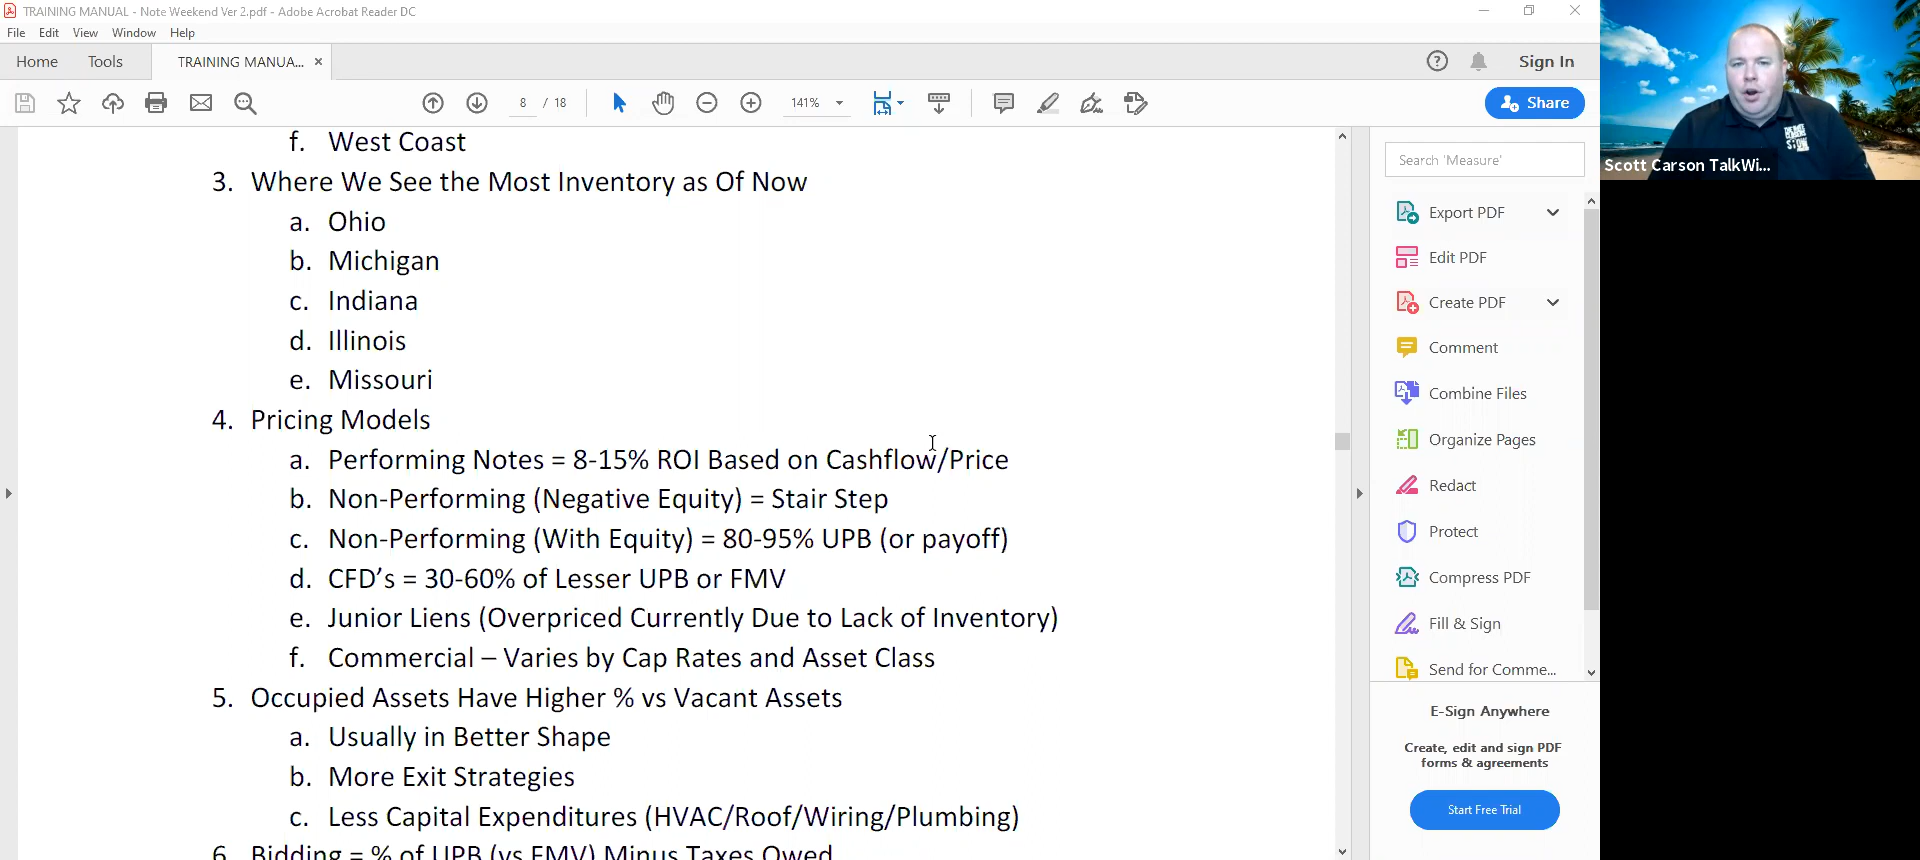 TRAINING MANUAL - Note Weekend Ver 2.pdf - Adobe Acrobat Reader DC
File Edit View Window Help
Home Tools TRAINING MANUA... × Sign In
8 / 18 141% Share
f. West Coast
3. Where We See the Most Inventory as Of Now
a. Ohio
b. Michigan
c. Indiana
d. Illinois
e. Missouri
4. Pricing Models
a. Performing Notes = 8-15% ROI Based on Cashflow/Price
b. Non-Performing (Negative Equity) = Stair Step
c. Non-Performing (With Equity) = 80-95% UPB (or payoff)
d. CFD’s = 30-60% of Lesser UPB or FMV
e. Junior Liens (Overpriced Currently Due to Lack of Inventory)
f. Commercial – Varies by Cap Rates and Asset Class
5. Occupied Assets Have Higher % vs Vacant Assets
a. Usually in Better Shape
b. More Exit Strategies
c. Less Capital Expenditures (HVAC/Roof/Wiring/Plumbing)
6. Bidding = % of UPB (vs FMV) Minus Taxes Owed
Search 'Measure'
Export PDF
Edit PDF
Create PDF
Comment
Combine Files
Organize Pages
Redact
Protect
Compress PDF
Fill & Sign
Send for Comme...
E-Sign Anywhere
Create, edit and sign PDF
forms & agreements
Start Free Trial
Scott Carson TalkWi...